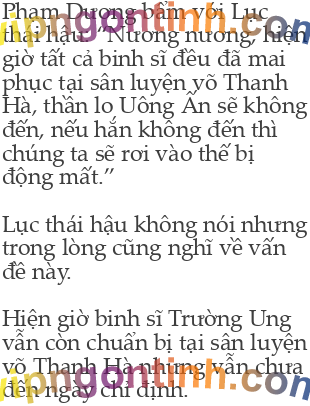 Phạm Dương bẩm với Lục
thái hậu: “Nương nương, hiện
giờ tất cả binh sĩ đều đã mai
phục tại sân luyện võ Thanh
Hà, thần lo Uông Ấn sẽ không
đến, nếu hắn không đến thì
chúng ta sẽ rơi vào thế bị
động mất.”
Lục thái hậu không nói nhưng
trong lòng cũng nghĩ về vấn
đề này.
Hiện giờ binh sĩ Trường Ung
vẫn còn chuẩn bị tại sân luyện
võ Thanh Hà nhưng vẫn chưa
đến ngày chỉ định.
vipngontinh.com
vipngontinh.com